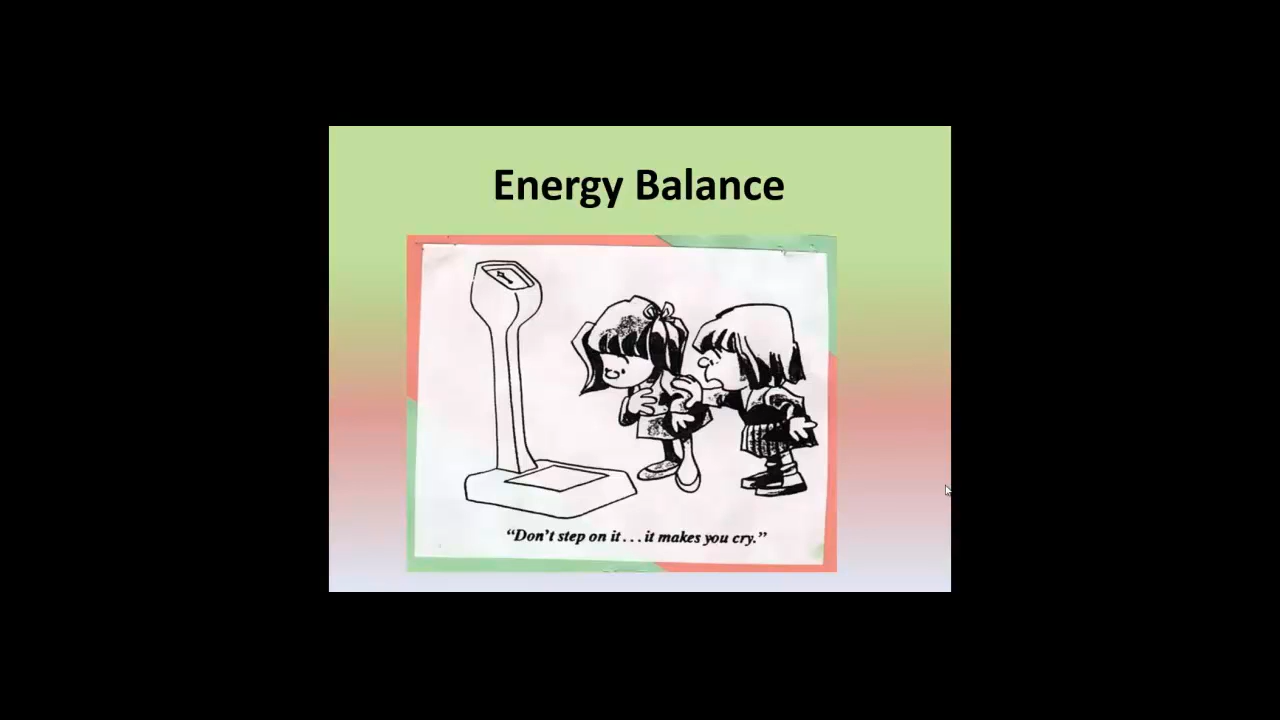 Energy Balance
“Don’t step on it...it makes you cry.”